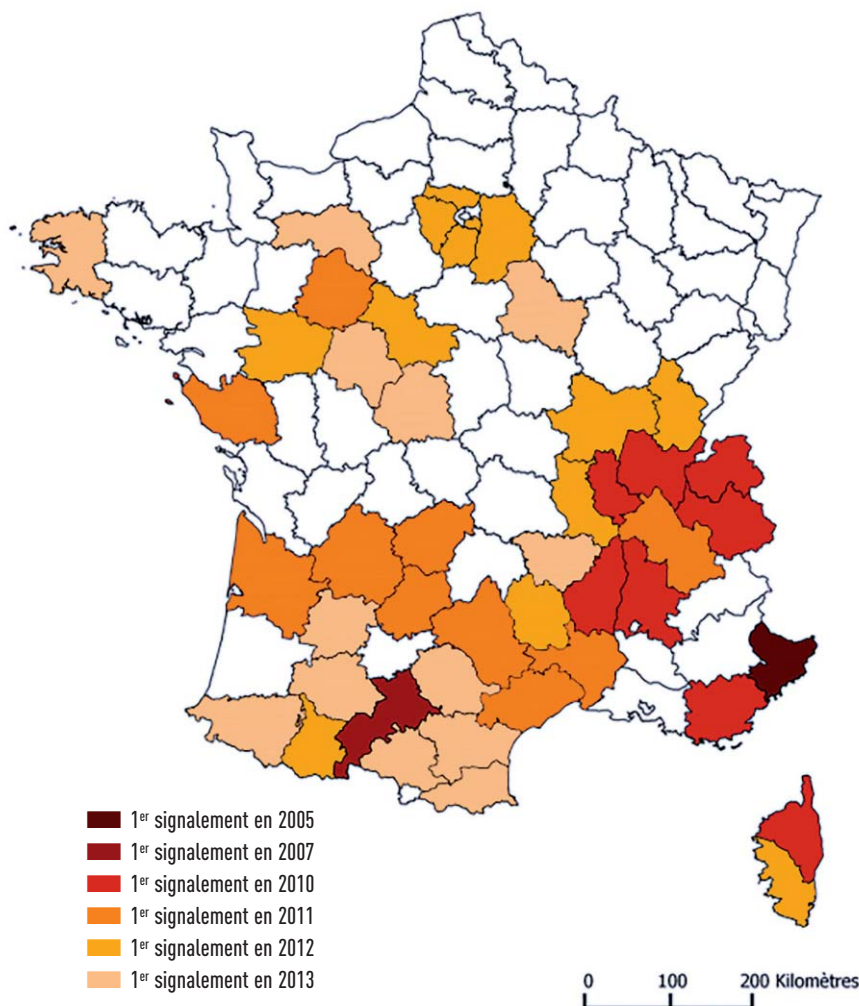 1er signalement en 2005
1er signalement en 2007
1er signalement en 2010
1er signalement en 2011
1er signalement en 2012
1er signalement en 2013
0 100 200 Kilomètres